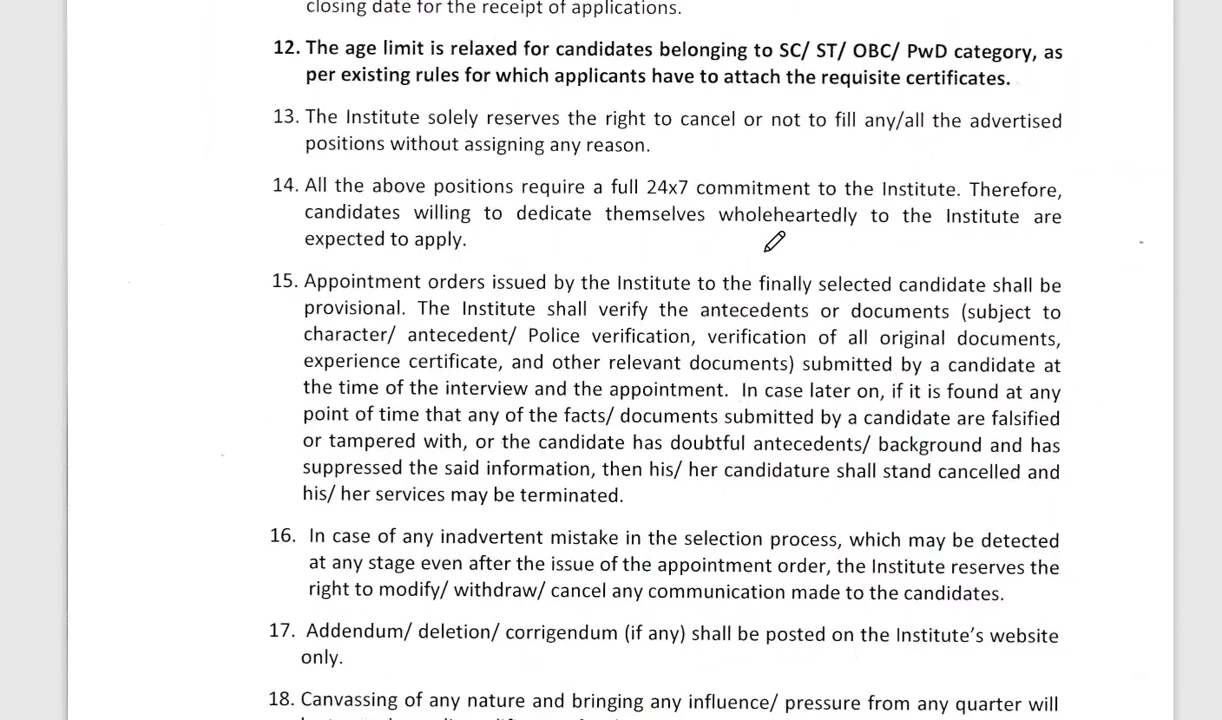 closing date for the receipt of applications.
12. The age limit is relaxed for candidates belonging to SC/ ST/ OBC/ PwD category, as
per existing rules for which applicants have to attach the requisite certificates.
13. The Institute solely reserves the right to cancel or not to fill any/all the advertised
positions without assigning any reason.
14. All the above positions require a full 24x7 commitment to the Institute. Therefore,
candidates willing to dedicate themselves wholeheartedly to the Institute are
expected to apply.
15. Appointment orders issued by the Institute to the finally selected candidate shall be
provisional. The Institute shall verify the antecedents or documents (subject to
character/ antecedent/ Police verification, verification of all original documents,
experience certificate, and other relevant documents) submitted by a candidate at
the time of the interview and the appointment. In case later on, if it is found at any
point of time that any of the facts/ documents submitted by a candidate are falsified
or tampered with, or the candidate has doubtful antecedents/ background and has
suppressed the said information, then his/ her candidature shall stand cancelled and
his/ her services may be terminated.
16. In case of any inadvertent mistake in the selection process, which may be detected
at any stage even after the issue of the appointment order, the Institute reserves the
right to modify/ withdraw/ cancel any communication made to the candidates.
17. Addendum/ deletion/ corrigendum (if any) shall be posted on the Institute's website
only.
18. Canvassing of any nature and bringing any influence/ pressure from any quarter will